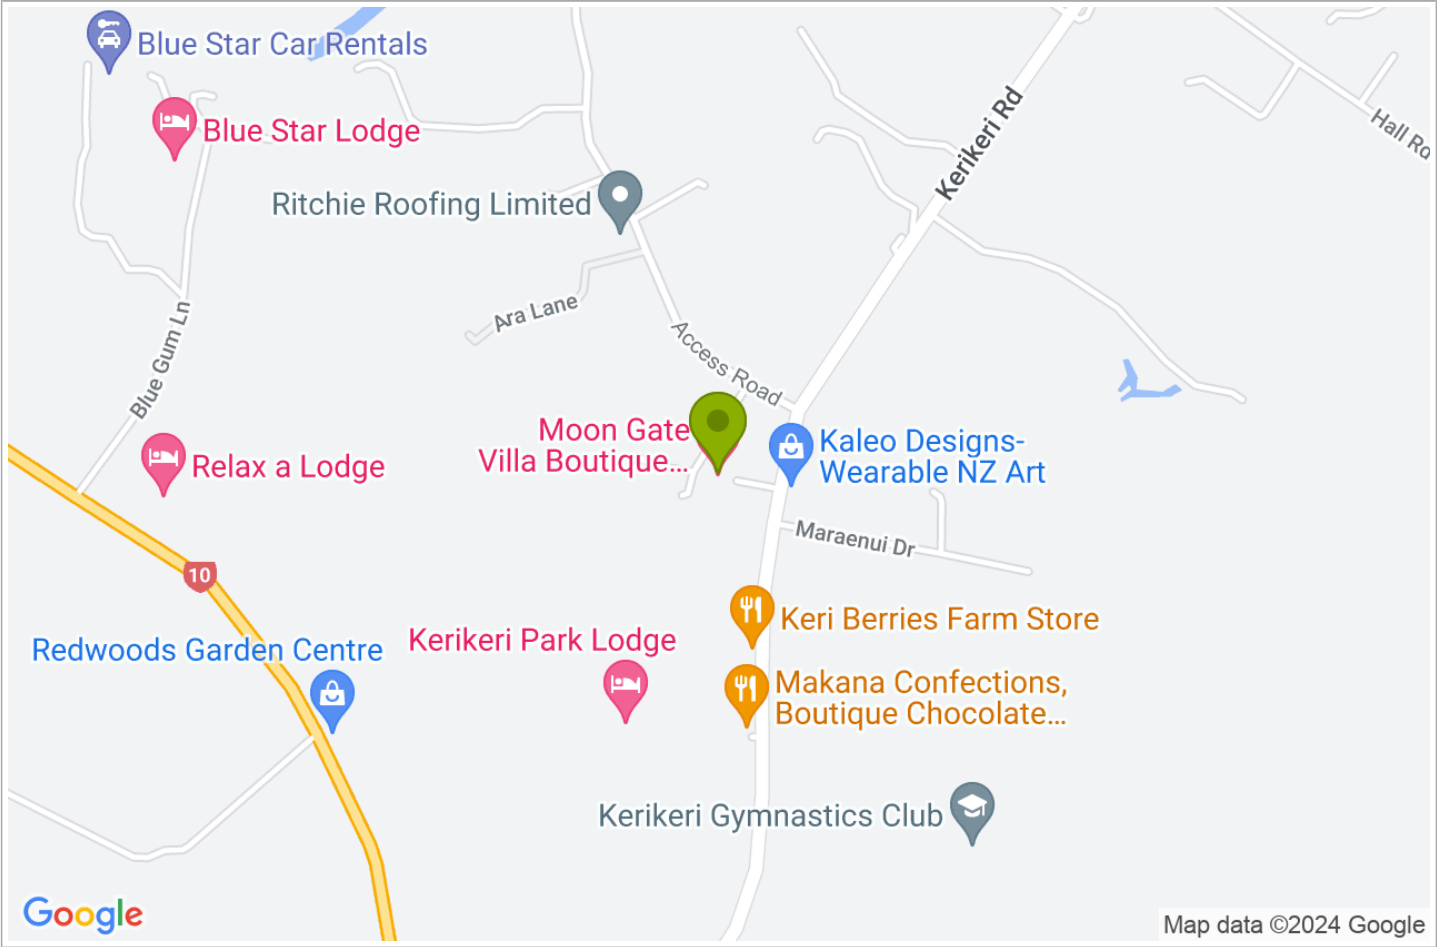 Blue Star Car Rentals
Blue Star Lodge
Kerikeri Rd
Hall Rd
Ritchie Roofing Limited
Ara Lane
Blue Gum Ln
Access Road
Moon Gate
Villa Boutique...
Kaleo Designs-
Wearable NZ Art
Relax a Lodge
Maraenui Dr
10
Keri Berries Farm Store
Redwoods Garden Centre
Kerikeri Park Lodge
Makana Confections,
Boutique Chocolate...
Kerikeri Gymnastics Club
Google
Map data ©2024 Google